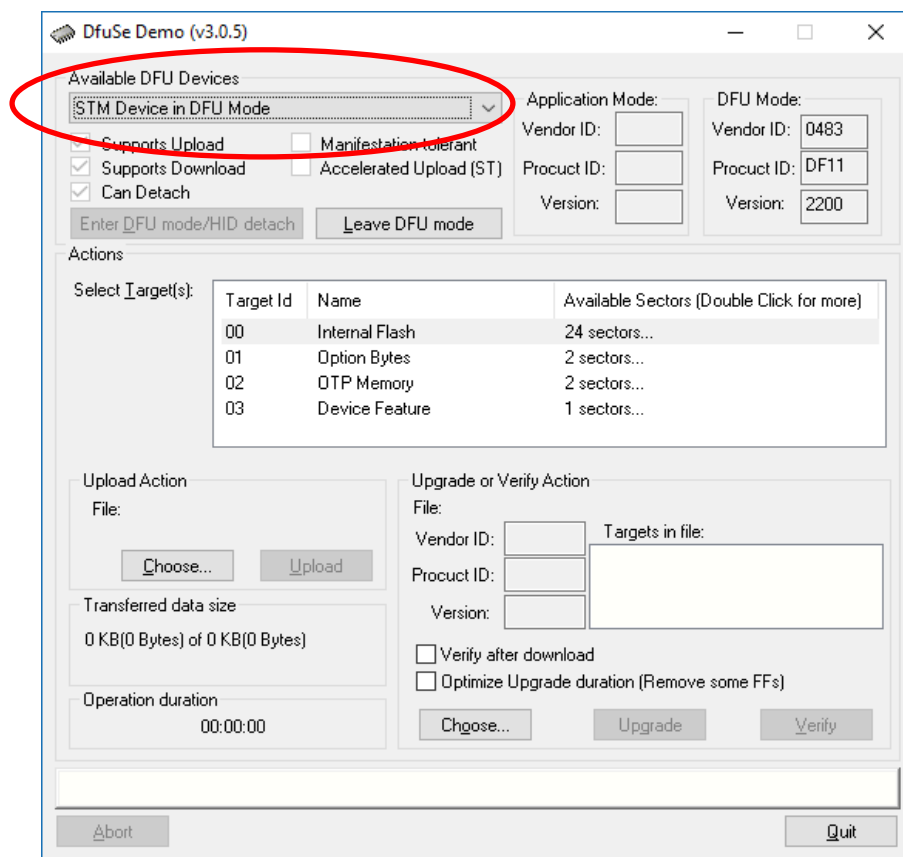 DfuSe Demo (v3.0.5)
Available DFU Devices
STM Device in DFU Mode
Supports Upload
Manifestation tolerant
Supports Download
Accelerated Upload (ST)
Can Detach
Enter DFU mode/HID detach
Leave DFU mode
Application Mode:
Vendor ID:
Procuct ID:
Version:
DFU Mode:
Vendor ID: 0483
Procuct ID: DF11
Version: 2200
Actions
Select Target(s):
Target Id Name Available Sectors (Double Click for more)
00 Internal Flash 24 sectors...
01 Option Bytes 2 sectors...
02 OTP Memory 2 sectors...
03 Device Feature 1 sectors...
Upload Action
File:
Choose...
Upload
Transferred data size
0 KB(0 Bytes) of 0 KB(0 Bytes)
Operation duration
00:00:00
Upgrade or Verify Action
File:
Vendor ID:
Procuct ID:
Version:
Targets in file:
Verify after download
Optimize Upgrade duration (Remove some FFs)
Choose...
Upgrade
Verify
Abort
Quit